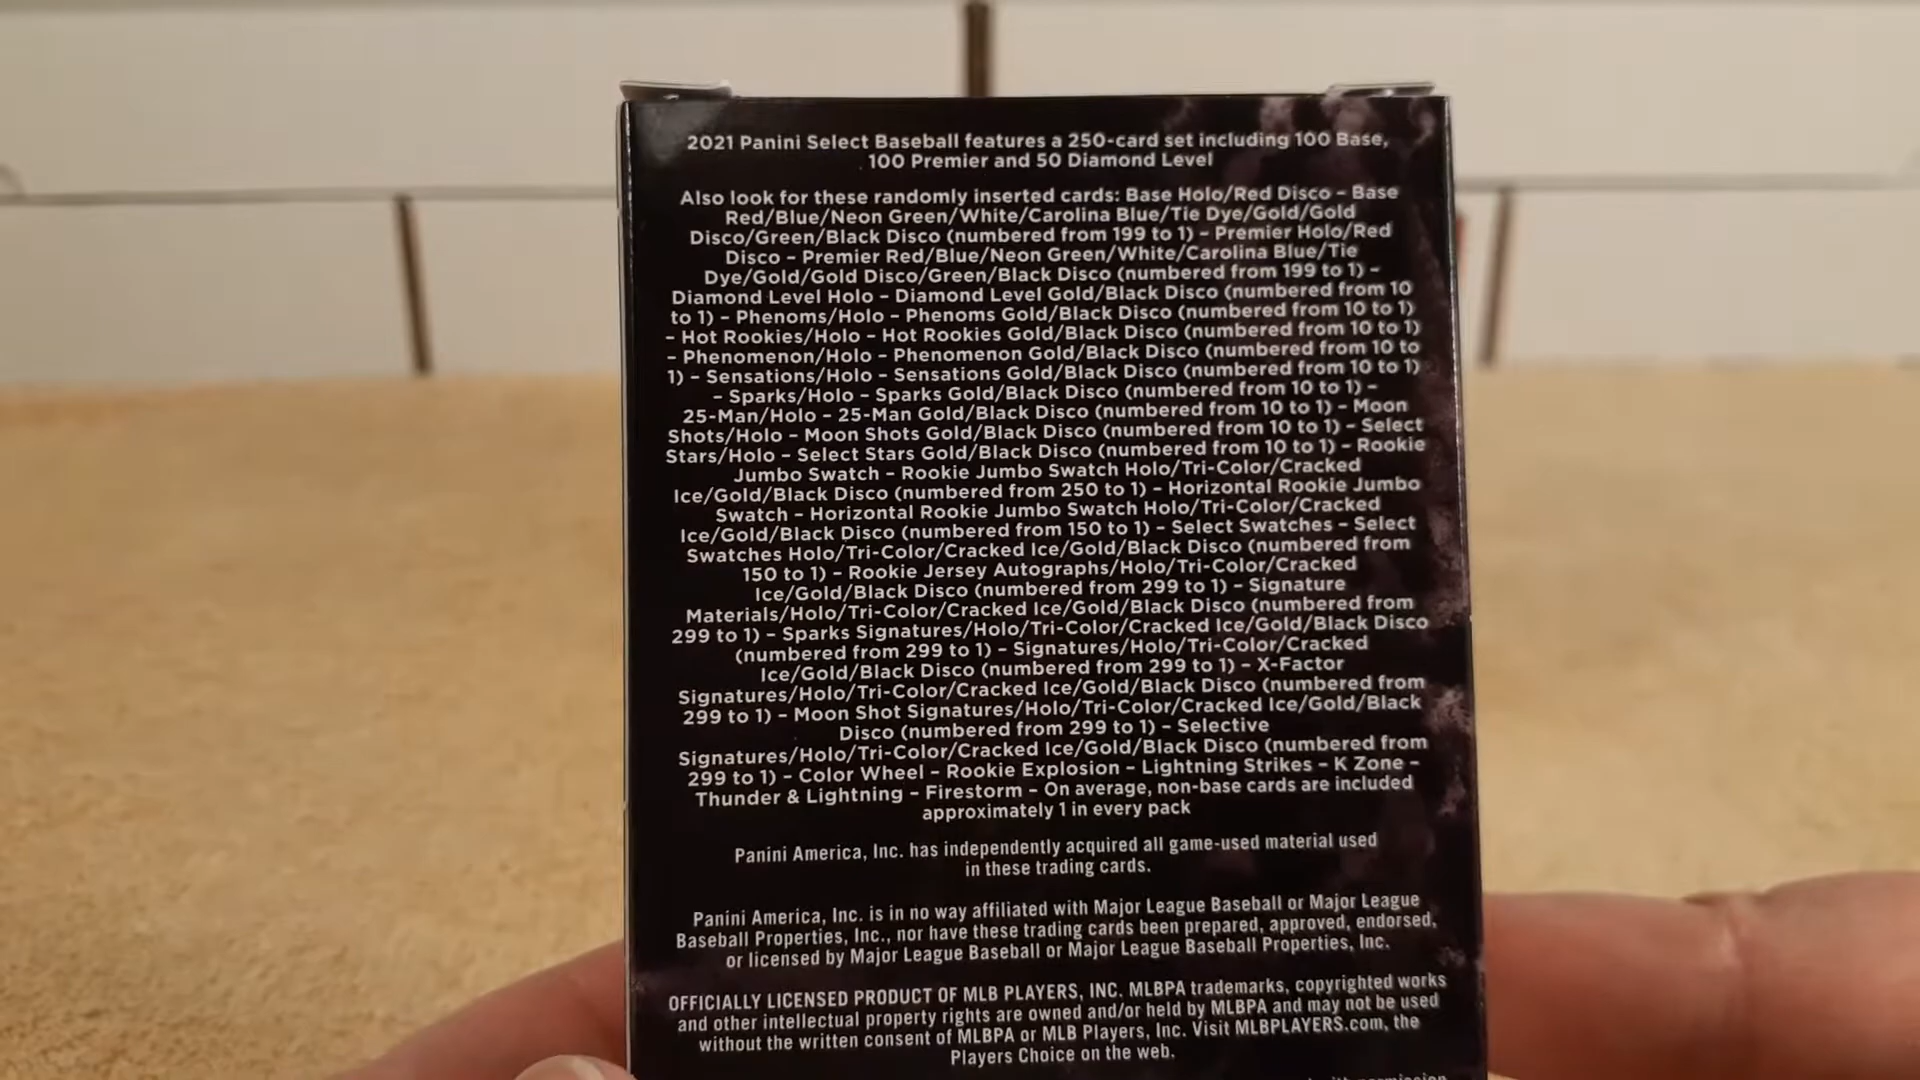 2021 Panini Select Baseball features a 250-card set including 100 Base,
100 Premier and 50 Diamond Level
Also look for these randomly inserted cards: Base Holo/Red Disco – Base
Red/Blue/Neon Green/White/Carolina Blue/Tie Dye/Gold/Gold
Disco/Green/Black Disco (numbered from 199 to 1) – Premier Holo/Red
Disco – Premier Red/Blue/Neon Green/White/Carolina Blue/Tie
Dye/Gold/Gold Disco/Green/Black Disco (numbered from 199 to 1) –
Diamond Level Holo – Diamond Level Gold/Black Disco (numbered from 10
to 1) – Phenoms/Holo – Phenoms Gold/Black Disco (numbered from 10 to 1)
– Hot Rookies/Holo – Hot Rookies Gold/Black Disco (numbered from 10 to 1)
– Phenomenon/Holo – Phenomenon Gold/Black Disco (numbered from 10 to
1) – Sensations/Holo – Sensations Gold/Black Disco (numbered from 10 to 1)
– Sparks/Holo – Sparks Gold/Black Disco (numbered from 10 to 1) –
25-Man/Holo – 25-Man Gold/Black Disco (numbered from 10 to 1) – Moon
Shots/Holo – Moon Shots Gold/Black Disco (numbered from 10 to 1) – Select
Stars/Holo – Select Stars Gold/Black Disco (numbered from 10 to 1) – Rookie
Jumbo Swatch – Rookie Jumbo Swatch Holo/Tri-Color/Cracked
Ice/Gold/Black Disco (numbered from 250 to 1) – Horizontal Rookie Jumbo
Swatch – Horizontal Rookie Jumbo Swatch Holo/Tri-Color/Cracked
Ice/Gold/Black Disco (numbered from 150 to 1) – Select Swatches – Select
Swatches Holo/Tri-Color/Cracked Ice/Gold/Black Disco (numbered from
150 to 1) – Rookie Jersey Autographs/Holo/Tri-Color/Cracked
Ice/Gold/Black Disco (numbered from 299 to 1) – Signature
Materials/Holo/Tri-Color/Cracked Ice/Gold/Black Disco (numbered from
299 to 1) – Sparks Signatures/Holo/Tri-Color/Cracked Ice/Gold/Black Disco
(numbered from 299 to 1) – Signatures/Holo/Tri-Color/Cracked
Ice/Gold/Black Disco (numbered from 299 to 1) – X-Factor
Signatures/Holo/Tri-Color/Cracked Ice/Gold/Black Disco (numbered from
299 to 1) – Moon Shot Signatures/Holo/Tri-Color/Cracked Ice/Gold/Black
Disco (numbered from 299 to 1) – Selective
Signatures/Holo/Tri-Color/Cracked Ice/Gold/Black Disco (numbered from
299 to 1) – Color Wheel – Rookie Explosion – Lightning Strikes – K Zone –
Thunder & Lightning – Firestorm – On average, non-base cards are included
approximately 1 in every pack
Panini America, Inc. has independently acquired all game-used material used
in these trading cards.
Panini America, Inc. is in no way affiliated with Major League Baseball or Major League
Baseball Properties, Inc., nor have these trading cards been prepared, approved, endorsed,
or licensed by Major League Baseball or Major League Baseball Properties, Inc.
OFFICIALLY LICENSED PRODUCT OF MLB PLAYERS, INC. MLBPA trademarks, copyrighted works
and other intellectual property rights are owned and/or held by MLBPA and may not be used
without the written consent of MLBPA or MLB Players, Inc. Visit MLBPLAYERS.com, the
Players Choice on the web.